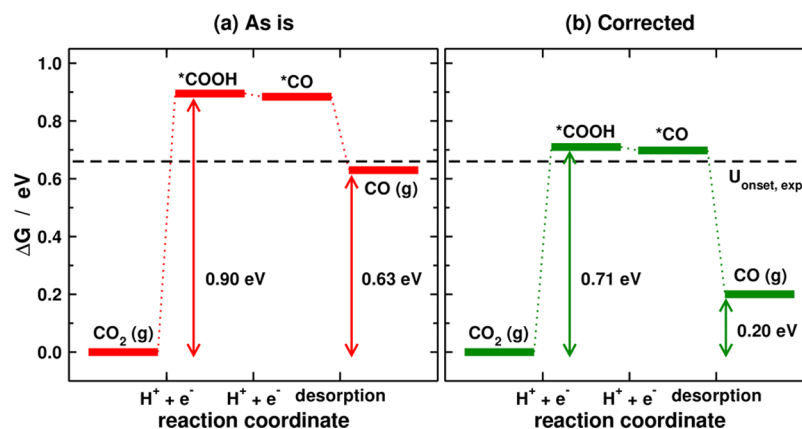 (a) As is
(b) Corrected
ΔG / eV
1.0
0.8
0.6
0.4
0.2
0.0
*COOH
*CO
CO (g)
0.90 eV
0.63 eV
CO₂ (g)
H⁺ + e⁻
H⁺ + e⁻
desorption
reaction coordinate
*COOH
*CO
U onset, exp
CO (g)
0.71 eV
0.20 eV
CO₂ (g)
H⁺ + e⁻
H⁺ + e⁻
desorption
reaction coordinate